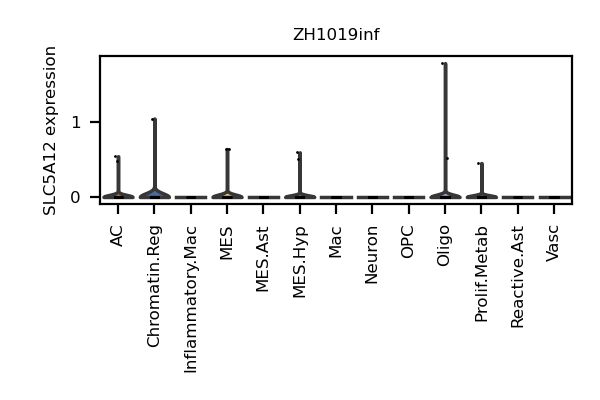 ZH1019inf
SLC5A12 expression
1
0
AC
Chromatin.Reg
Inflammatory.Mac
MES
MES.Ast
MES.Hyp
Mac
Neuron
OPC
Oligo
Prolif.Metab
Reactive.Ast
Vasc